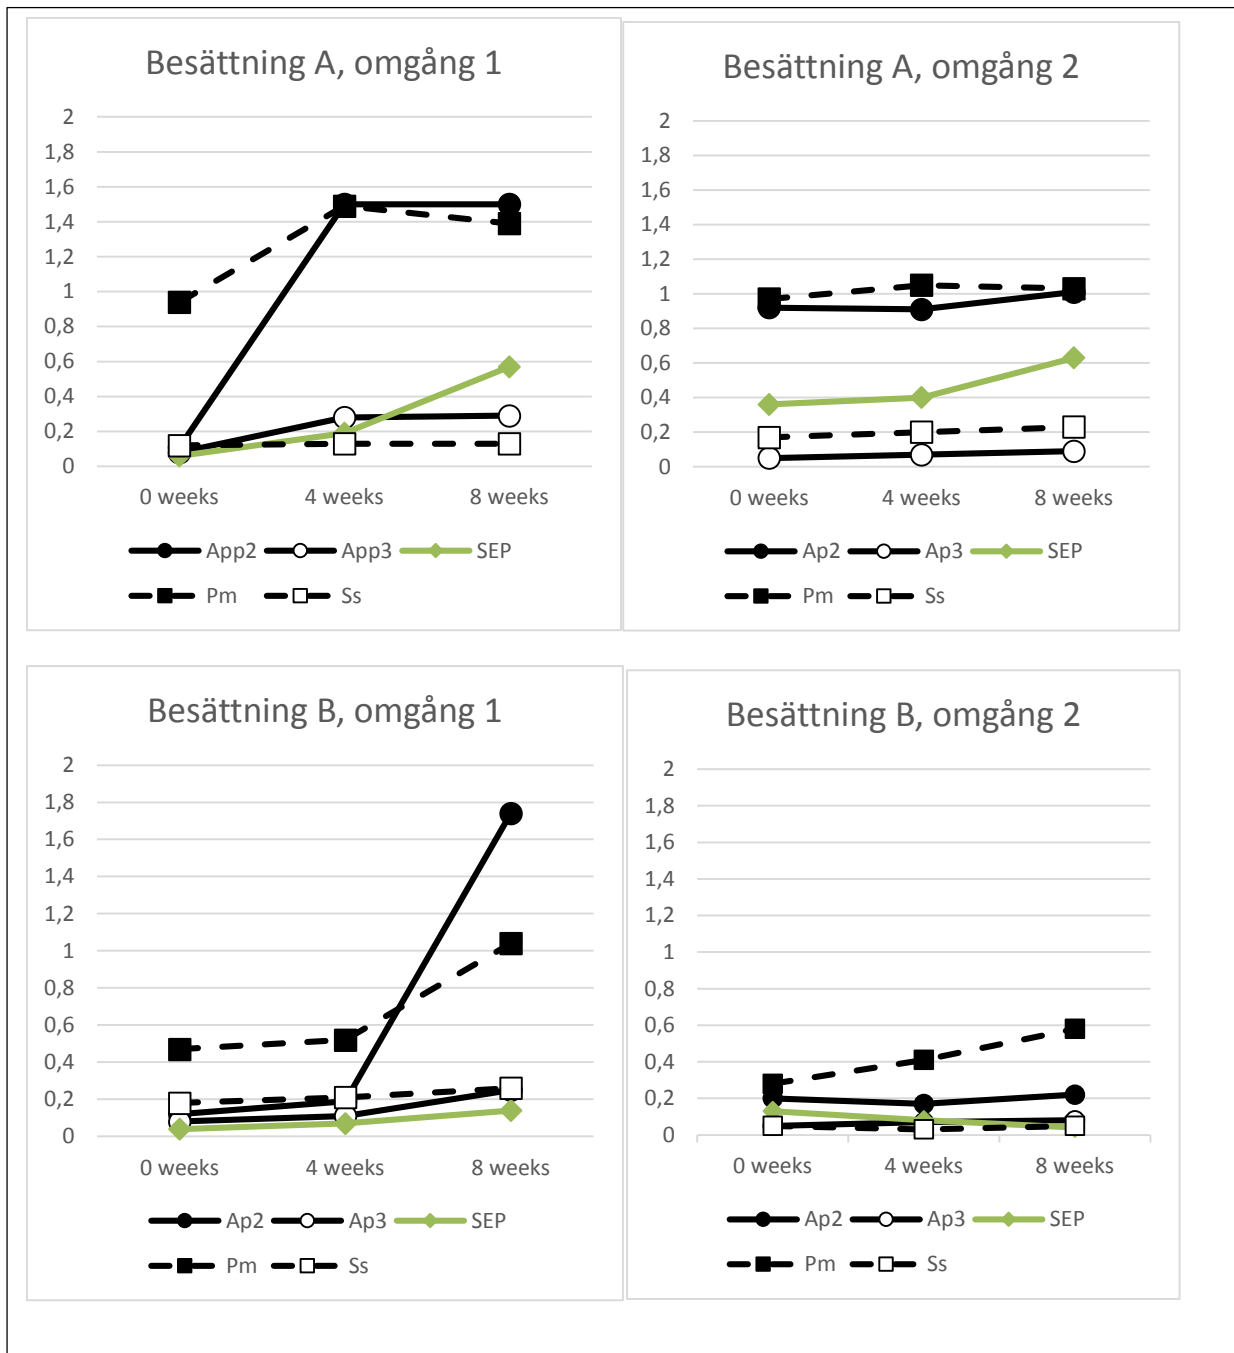 Besättning A, omgång 1
2
1,8
1,6
1,4
1,2
1
0,8
0,6
0,4
0,2
0
0 weeks 4 weeks 8 weeks
App2 App3 SEP
Pm Ss
Besättning A, omgång 2
2
1,8
1,6
1,4
1,2
1
0,8
0,6
0,4
0,2
0
0 weeks 4 weeks 8 weeks
Ap2 Ap3 SEP
Pm Ss
Besättning B, omgång 1
2
1,8
1,6
1,4
1,2
1
0,8
0,6
0,4
0,2
0
0 weeks 4 weeks 8 weeks
Ap2 Ap3 SEP
Pm Ss
Besättning B, omgång 2
2
1,8
1,6
1,4
1,2
1
0,8
0,6
0,4
0,2
0
0 weeks 4 weeks 8 weeks
Ap2 Ap3 SEP
Pm Ss